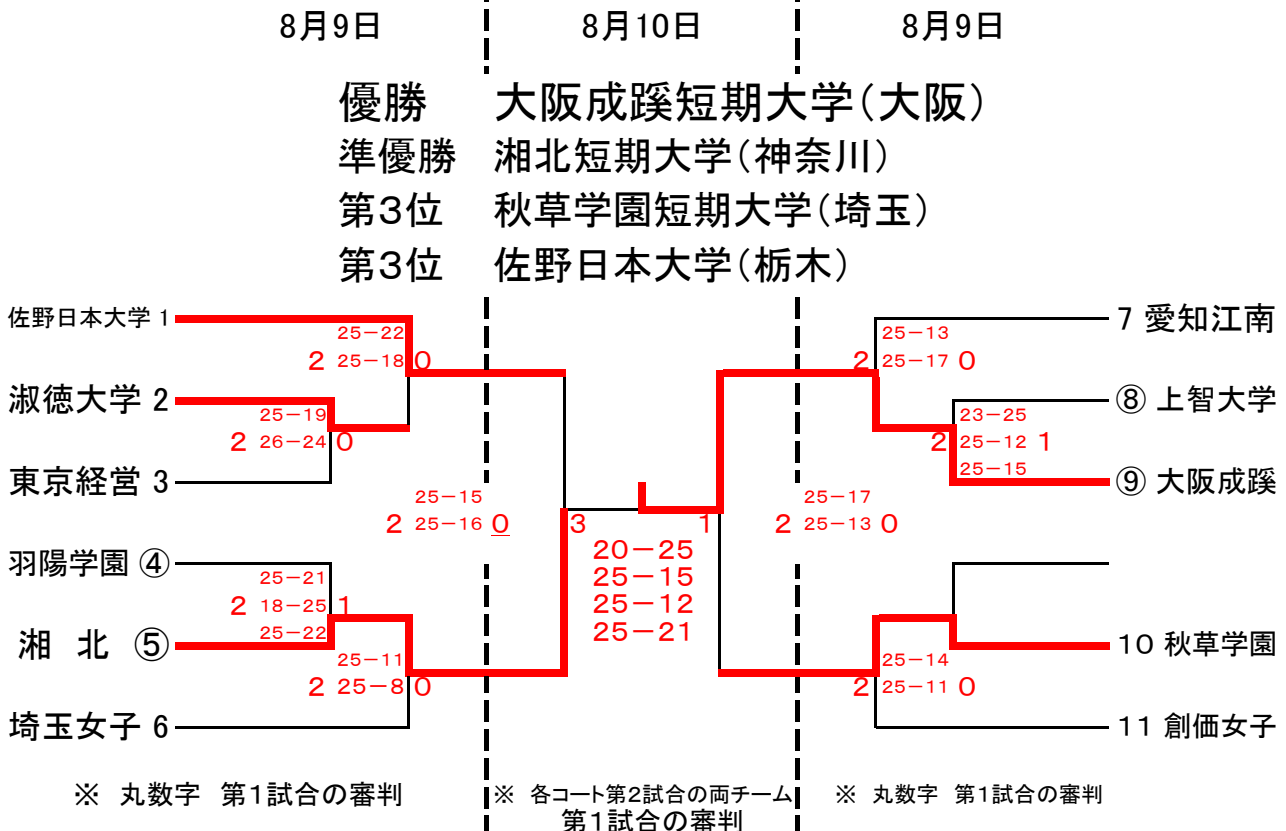 8月9日
8月10日
8月9日
優勝 大阪成蹊短期大学(大阪)
準優勝 湘北短期大学(神奈川)
第3位 秋草学園短期大学(埼玉)
第3位 佐野日本大学(栃木)
佐野日本大学 1
25-22
2 25-18 0
淑徳大学 2
25-19
2 26-24 0
東京経営 3
25-15
2 25-16 0
羽陽学園 ④
25-21
2 18-25 1
25-22
湘 北 ⑤
25-11
2 25-8 0
埼玉女子 6
3 1
20-25
25-15
25-12
25-21
7 愛知江南
25-13
2 25-17 0
⑧ 上智大学
23-25
2 25-12 1
25-15
⑨ 大阪成蹊
25-17
2 25-13 0
10 秋草学園
25-14
2 25-11 0
11 創価女子
※ 丸数字 第1試合の審判
※ 各コート第2試合の両チーム
第1試合の審判
※ 丸数字 第1試合の審判